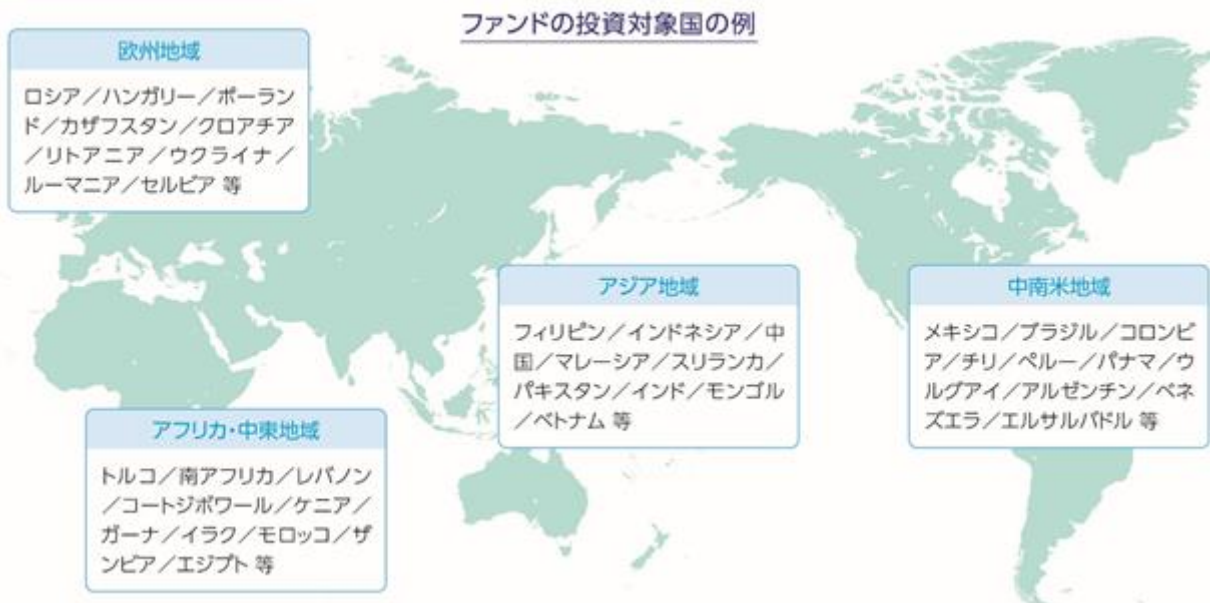 ファンドの投資対象国の例
欧州地域
ロシア／ハンガリー／ポーラン
ド／カザフスタン／クロアチア
／リトアニア／ウクライナ／
ルーマニア／セルビア 等
アジア地域
フィリピン／インドネシア／中
国／マレーシア／スリランカ／
パキスタン／インド／モンゴル
／ベトナム 等
中南米地域
メキシコ／ブラジル／コロンビ
ア／チリ／ペルー／パナマ／ウ
ルグアイ／アルゼンチン／ベネ
ズエラ／エルサルバドル 等
アフリカ・中東地域
トルコ／南アフリカ／レバノン
／コートジボワール／ケニア／
ガーナ／イラク／モロッコ／ザ
ンビア／エジプト 等